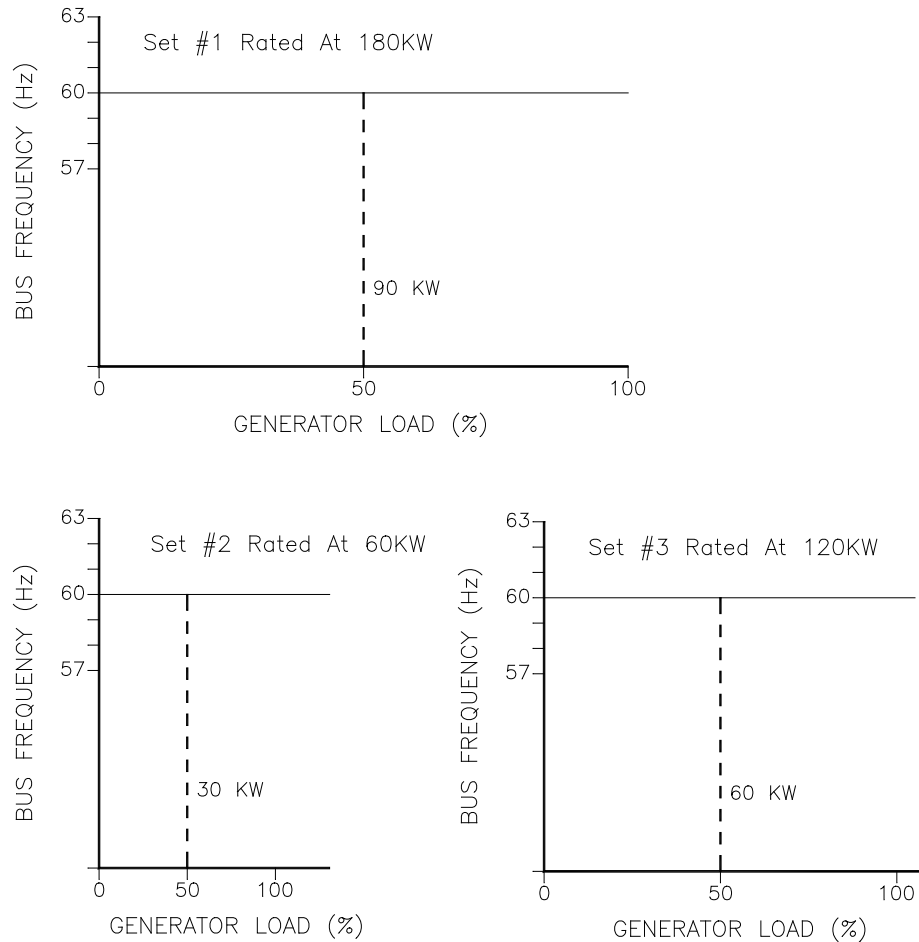 63
Set #1 Rated At 180KW
60
57
BUS FREQUENCY (Hz)
90 KW
0 50 100
GENERATOR LOAD (%)
63
Set #2 Rated At 60KW
60
57
BUS FREQUENCY (Hz)
30 KW
0 50 100
GENERATOR LOAD (%)
63
Set #3 Rated At 120KW
60
57
BUS FREQUENCY (Hz)
60 KW
0 50 100
GENERATOR LOAD (%)